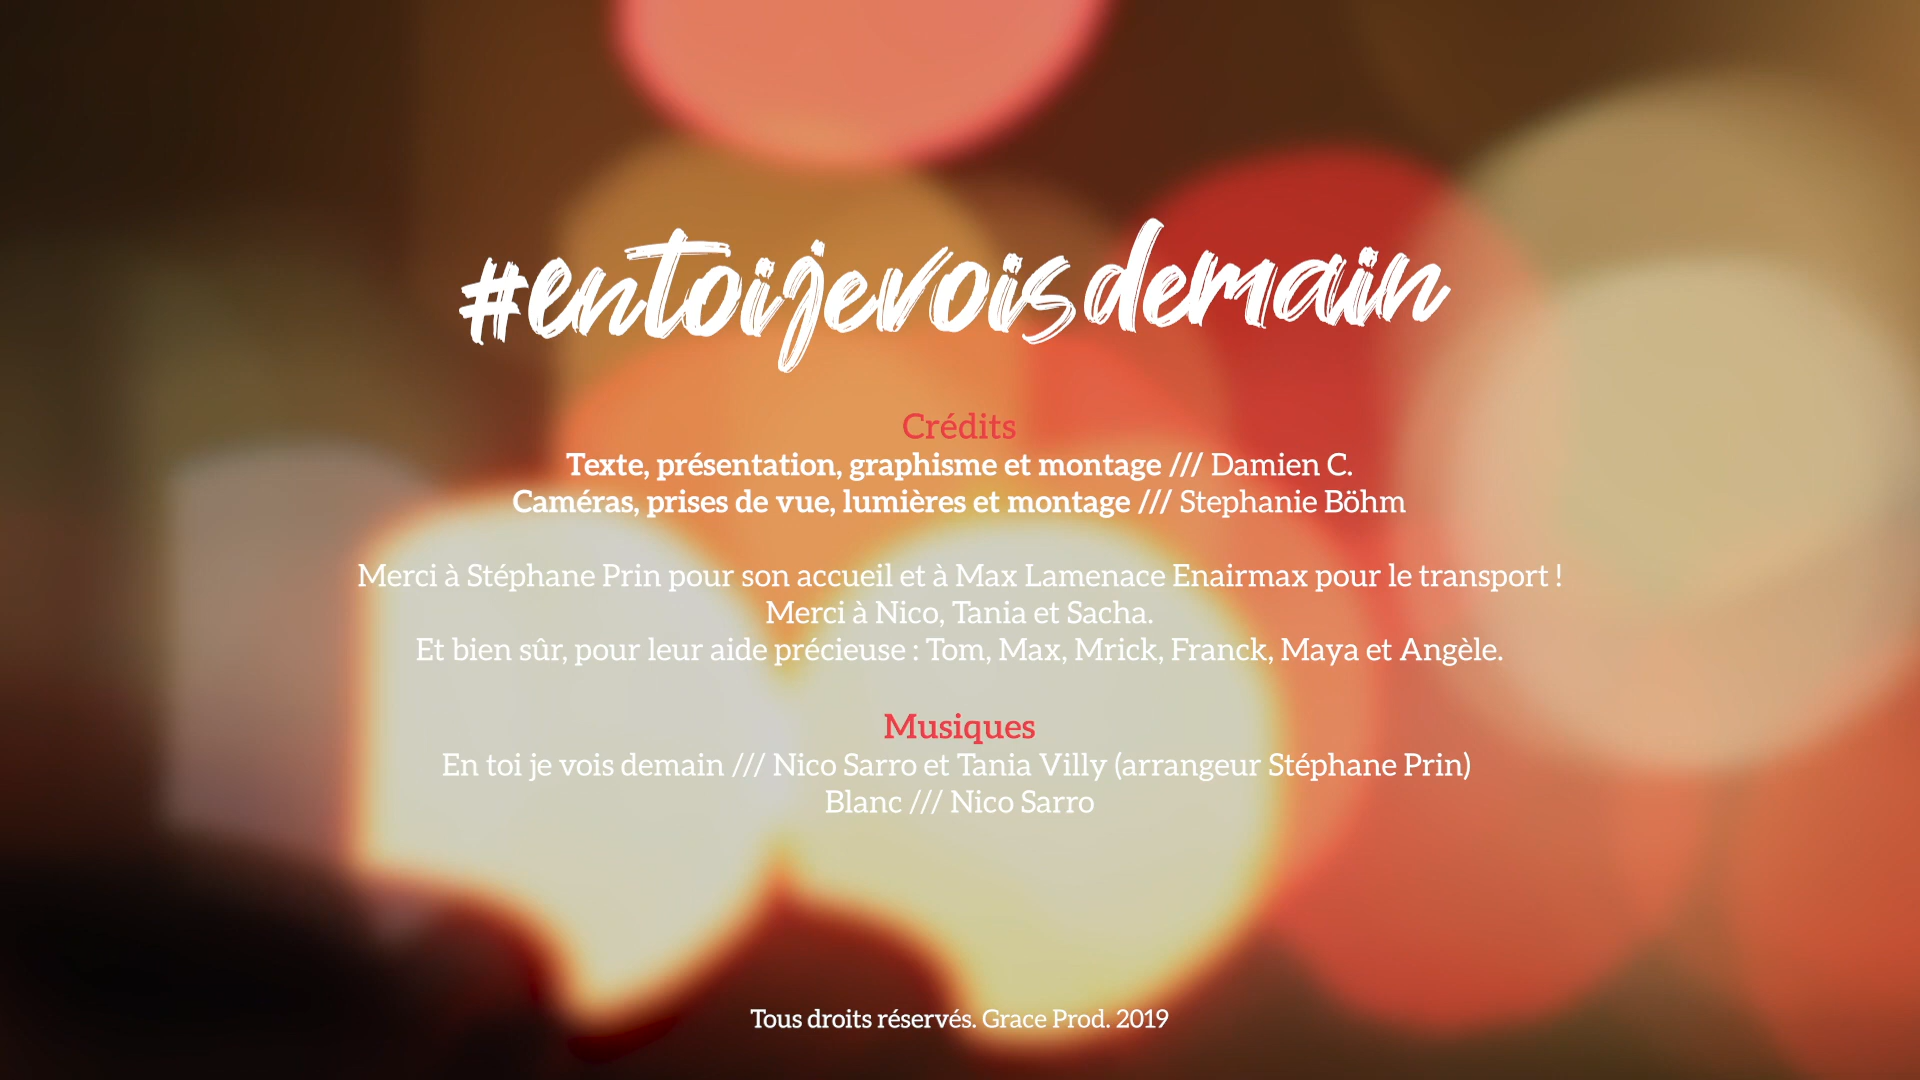 #entoijevoisdemain
Crédits
Texte, présentation, graphisme et montage /// Damien C.
Caméras, prises de vue, lumières et montage /// Stephanie Böhm
Merci à Stéphane Prin pour son accueil et à Max Lamenace Enairmax pour le transport !
Merci à Nico, Tania et Sacha.
Et bien sûr, pour leur aide précieuse : Tom, Max, Mrick, Franck, Maya et Angèle.
Musiques
En toi je vois demain /// Nico Sarro et Tania Villy (arrangeur Stéphane Prin)
Blanc /// Nico Sarro
Tous droits réservés. Grace Prod. 2019